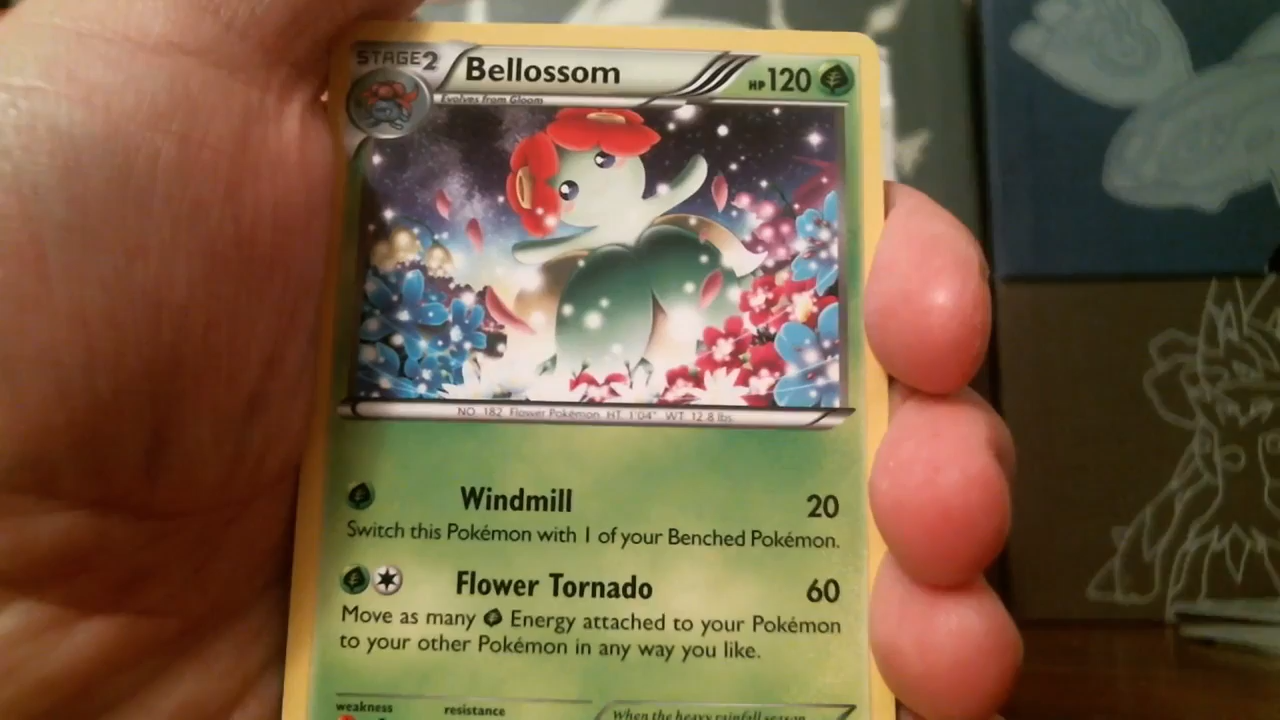 STAGE2 Bellossom HP120
Evolves from Gloom
NO. 182 Flower Pokémon HT 1'04" WT 12.8 lbs.
Windmill 20
Switch this Pokémon with 1 of your Benched Pokémon.
Flower Tornado 60
Move as many Energy attached to your Pokémon
to your other Pokémon in any way you like.
weakness resistance When the heavy rainfall season